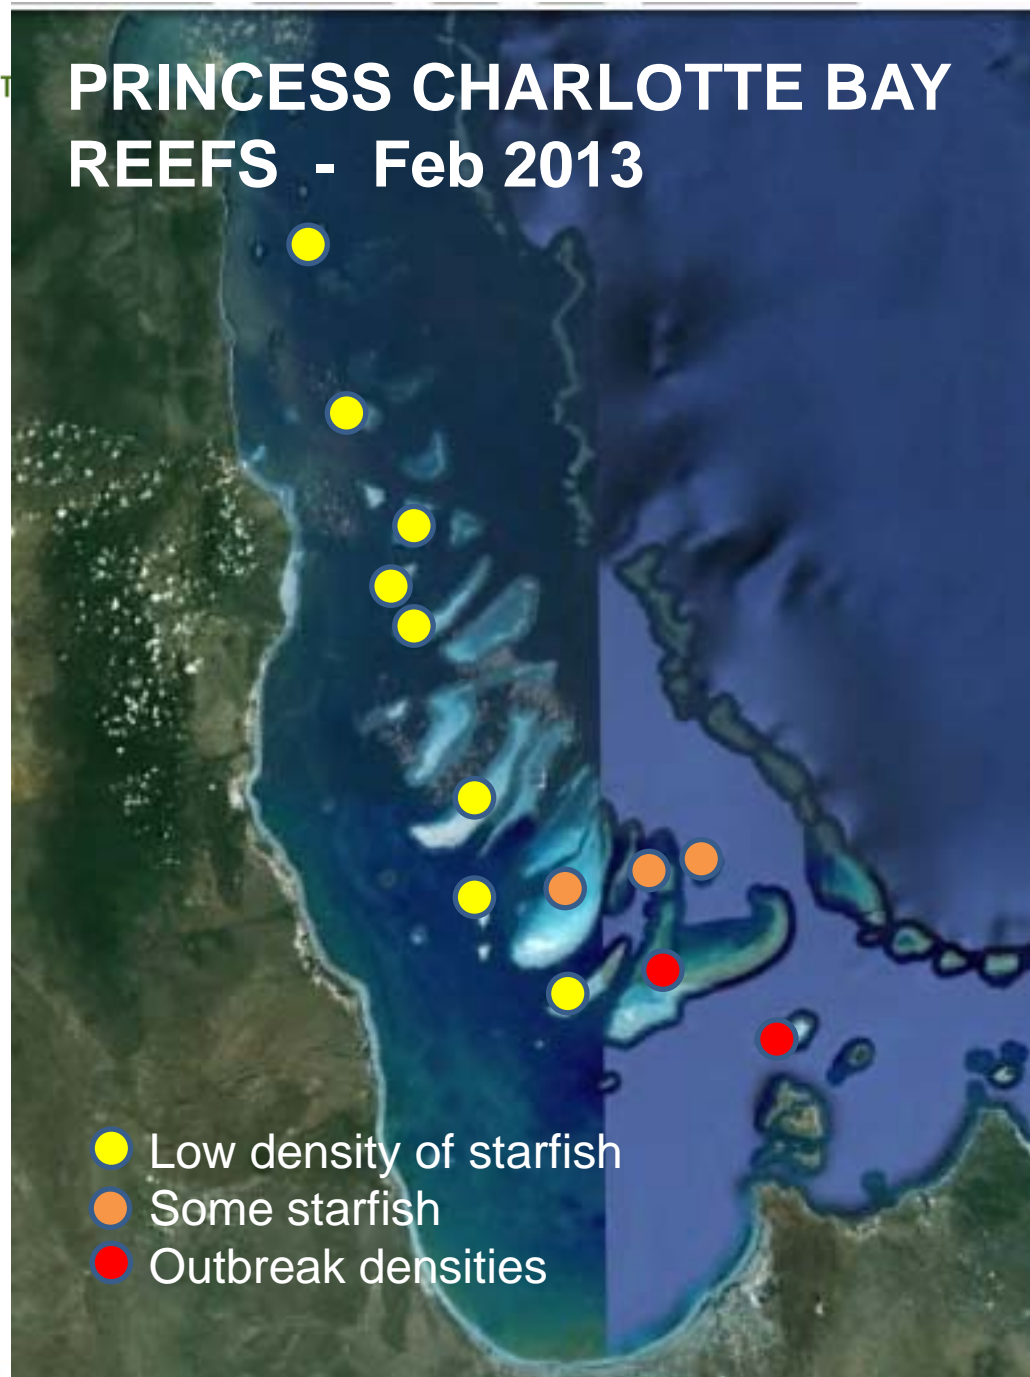 T
PRINCESS CHARLOTTE BAY
REEFS - Feb 2013
Low density of starfish
Some starfish
Outbreak densities